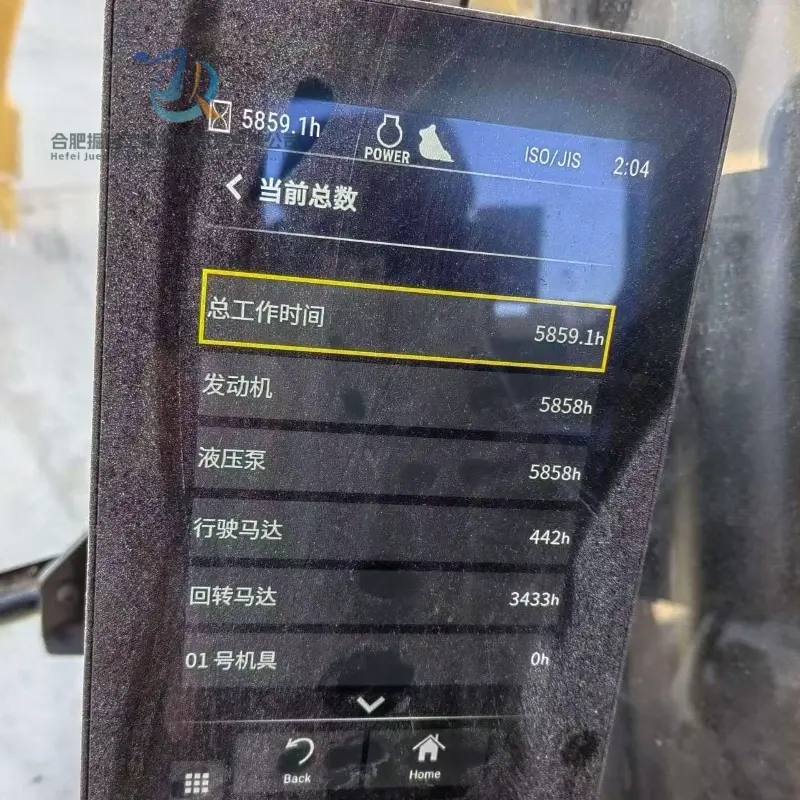 5859.1h
POWER
ISO/JIS
2:04
合肥掘
Hefei Jue
当前总数
总工作时间 5859.1h
发动机 5858h
液压泵 5858h
行驶马达 442h
回转马达 3433h
01 号机具 0h
Back
Home